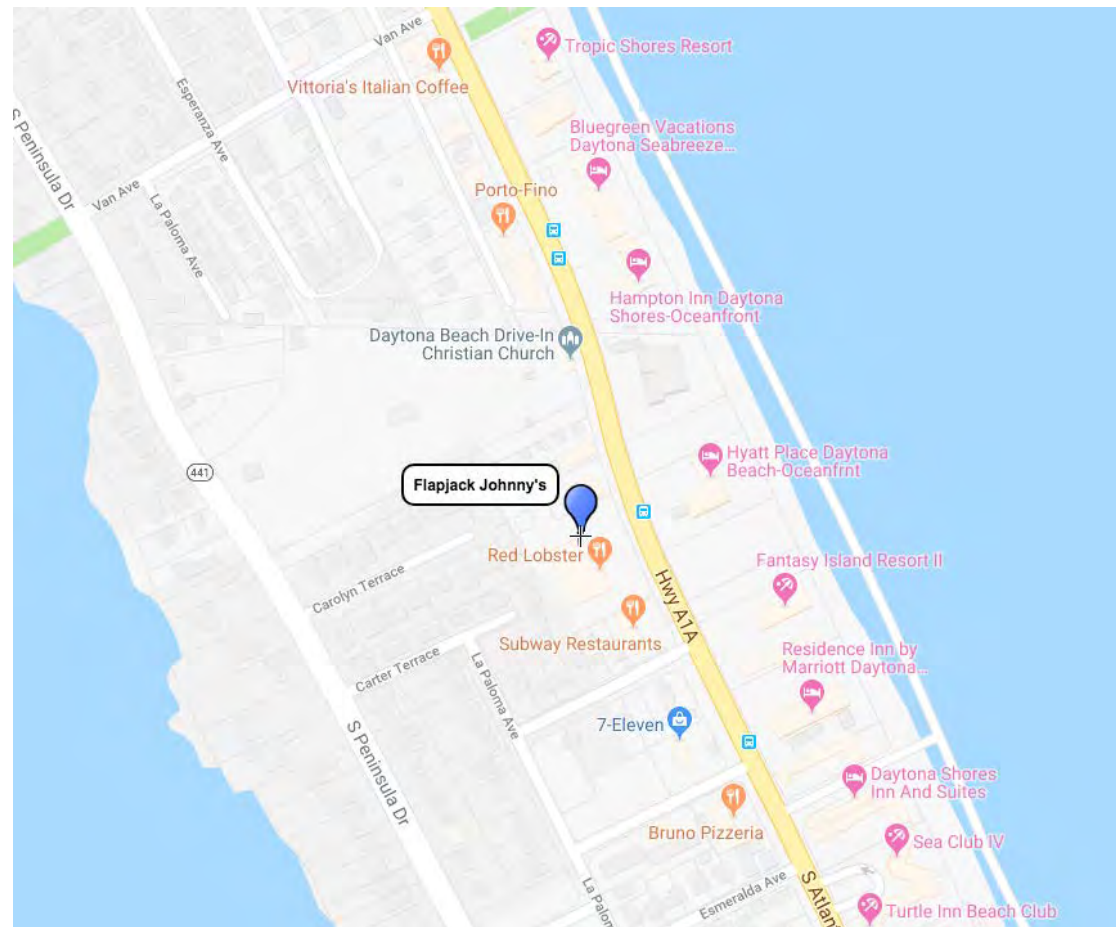 Van Ave
Tropic Shores Resort
Vittoria's Italian Coffee
Esperanza Ave
S Peninsula Dr
Bluegreen Vacations
Daytona Seabreeze...
Van Ave
La Paloma Ave
Porto-Fino
Hampton Inn Daytona
Shores-Oceanfront
Daytona Beach Drive-In
Christian Church
Hyatt Place Daytona
Beach-Oceanfrnt
441
Flapjack Johnny's
Red Lobster
Fantasy Island Resort II
Carolyn Terrace
Hwy A1A
Subway Restaurants
Residence Inn by
Marriott Daytona...
Carter Terrace
La Paloma Ave
7-Eleven
S Peninsula Dr
Daytona Shores
Inn And Suites
Bruno Pizzeria
Sea Club IV
Esmeralda Ave
S Atlan
La Palon
Turtle Inn Beach Club